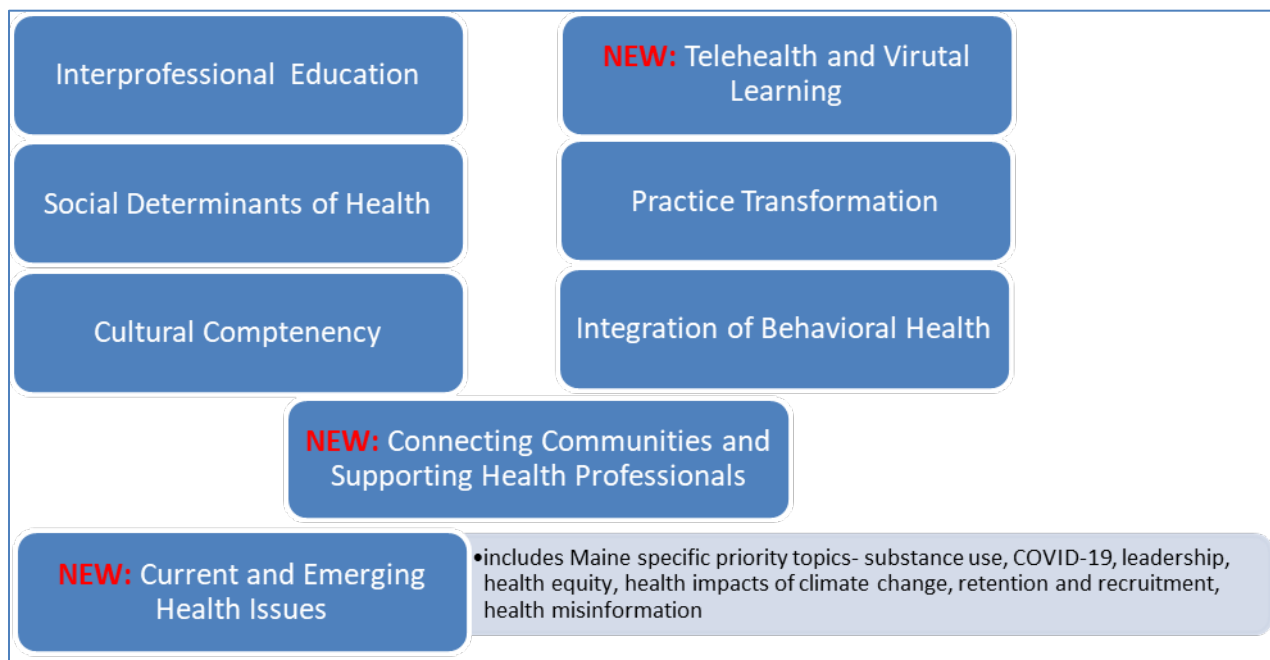 Interprofessional Education
NEW: Telehealth and Virutal
Learning
Social Determinants of Health
Practice Transformation
Cultural Comptenency
Integration of Behavioral Health
NEW: Connecting Communities and
Supporting Health Professionals
NEW: Current and Emerging
Health Issues
•includes Maine specific priority topics- substance use, COVID-19, leadership,
health equity, health impacts of climate change, retention and recruitment,
health misinformation